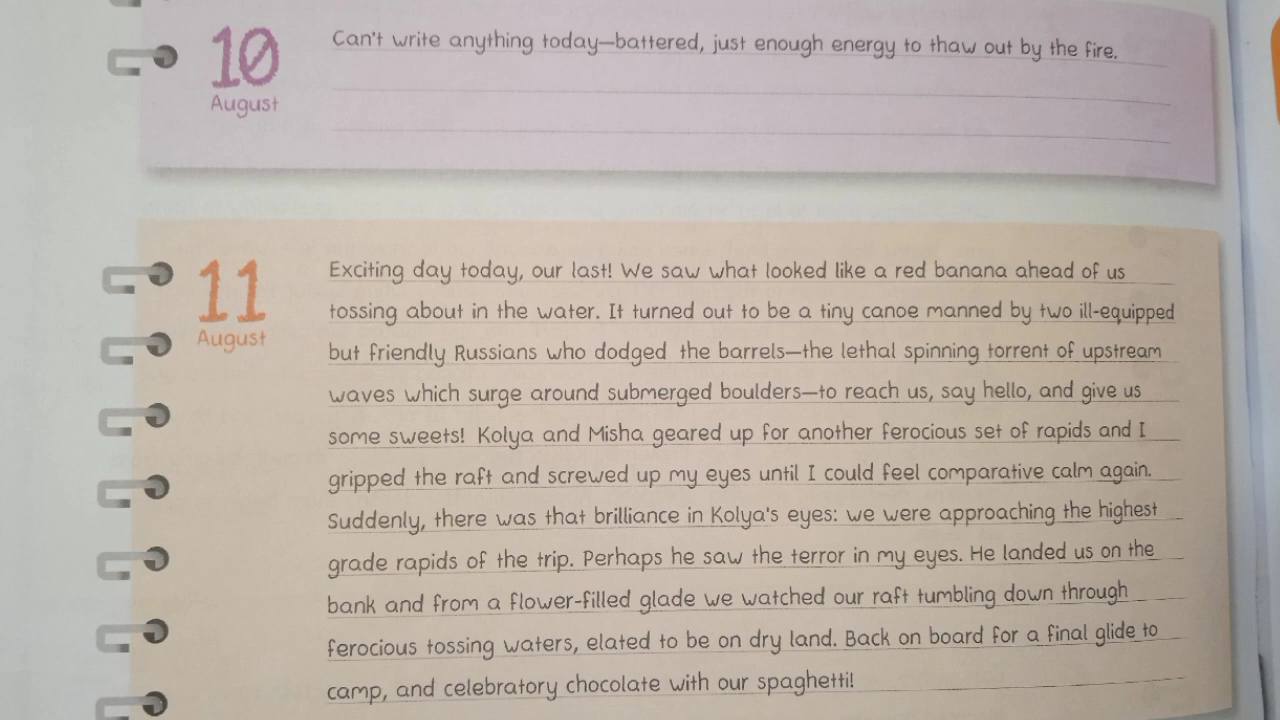 10
August
Can't write anything today—battered, just enough energy to thaw out by the fire.
11
August
Exciting day today, our last! We saw what looked like a red banana ahead of us
tossing about in the water. It turned out to be a tiny canoe manned by two ill-equipped
but friendly Russians who dodged the barrels—the lethal spinning torrent of upstream
waves which surge around submerged boulders—to reach us, say hello, and give us
some sweets! Kolya and Misha geared up for another ferocious set of rapids and I
gripped the raft and screwed up my eyes until I could feel comparative calm again.
Suddenly, there was that brilliance in Kolya's eyes: we were approaching the highest
grade rapids of the trip. Perhaps he saw the terror in my eyes. He landed us on the
bank and from a flower-filled glade we watched our raft tumbling down through
ferocious tossing waters, elated to be on dry land. Back on board for a final glide to
camp, and celebratory chocolate with our spaghetti!